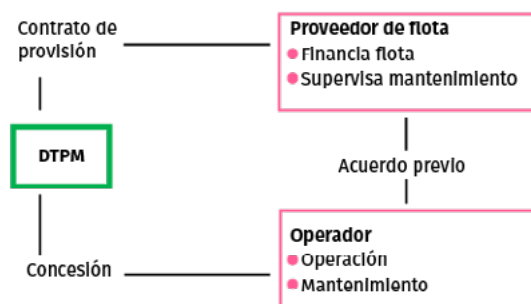 Contrato de
provisión
Proveedor de flota
Financia flota
Supervisa mantenimiento
DTPM
Acuerdo previo
Concesión
Operador
Operación
Mantenimiento